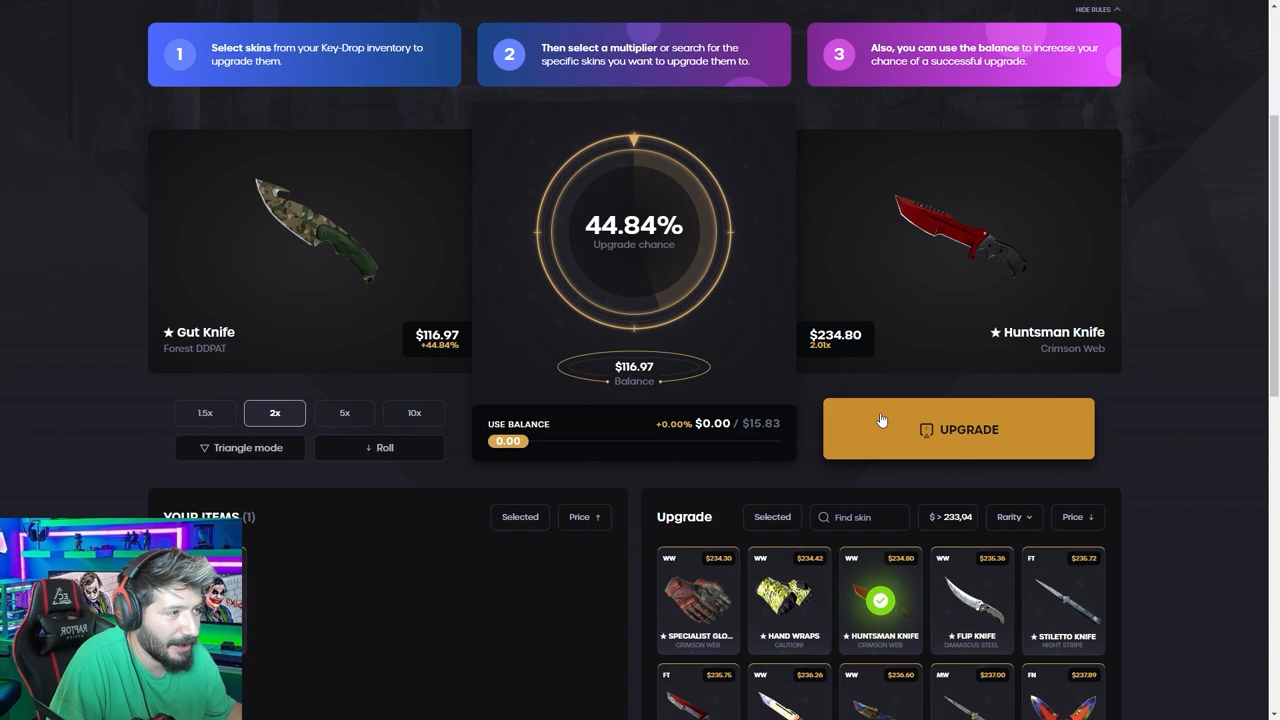 HIDE RULES
1
Select skins from your Key-Drop inventory to
upgrade them.
2
Then select a multiplier or search for the
specific skins you want to upgrade them to.
3
Also, you can use the balance to increase your
chance of a successful upgrade.
44.84%
Upgrade chance
★ Gut Knife
Forest DDPAT
$116.97
+44.84%
$116.97
Balance
$234.80
2.01x
★ Huntsman Knife
Crimson Web
1.5x
2x
5x
10x
Triangle mode
Roll
USE BALANCE
+0.00% $0.00 / $15.83
0.00
UPGRADE
YOUR ITEMS (1)
Selected
Price
Upgrade
Selected
Find skin
$ > 233,94
Rarity
Price
WW $234.30
★ SPECIALIST GLO...
CRIMSON WEB
WW $234.42
★ HAND WRAPS
CAUTION!
WW $234.80
★ HUNTSMAN KNIFE
CRIMSON WEB
WW $235.36
★ FLIP KNIFE
DAMASCUS STEEL
FT $235.72
★ STILETTO KNIFE
NIGHT STRIPE
FT $235.75
WW $236.26
WW $236.60
MW $237.00
FN $237.89